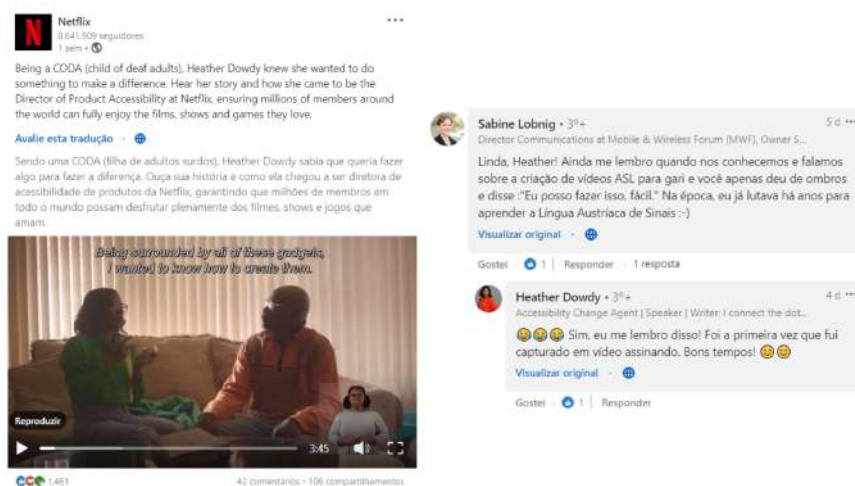 Netflix
8.641.909 seguidores
1 sem •
Being a CODA (child of deaf adults), Heather Dowdy knew she wanted to do
something to make a difference. Hear her story and how she came to be the
Director of Product Accessibility at Netflix, ensuring millions of members around
the world can fully enjoy the films, shows and games they love.
Avalie esta tradução ·
Sendo uma CODA (filha de adultos surdos), Heather Dowdy sabia que queria fazer
algo para fazer a diferença. Ouça sua história e como ela chegou a ser diretora de
acessibilidade de produtos da Netflix, garantindo que milhões de membros em
todo o mundo possam desfrutar plenamente dos filmes, shows e jogos que
amam.
Being surrounded by all of these gadgets,
I wanted to know how to create them.
Reproduzir
3:45
1.461
42 comentários • 106 compartilhamentos
Sabine Lobnig • 3º+
5 d
Director Communications at Mobile & Wireless Forum (MWF), Owner S...
Linda, Heather! Ainda me lembro quando nos conhecemos e falamos
sobre a criação de vídeos ASL para gari e você apenas deu de ombros
e disse :"Eu posso fazer isso, fácil." Na época, eu já lutava há anos para
aprender a Língua Austríaca de Sinais :-)
Visualizar original ·
Gostei · 1 | Responder · 1 resposta
Heather Dowdy • 3º+
4 d
Accessibility Change Agent | Speaker | Writer: I connect the dot...
😂😂😂 Sim, eu me lembro disso! Foi a primeira vez que fui
capturado em vídeo assinando. Bons tempos! 😊😊
Visualizar original ·
Gostei · 1 | Responder